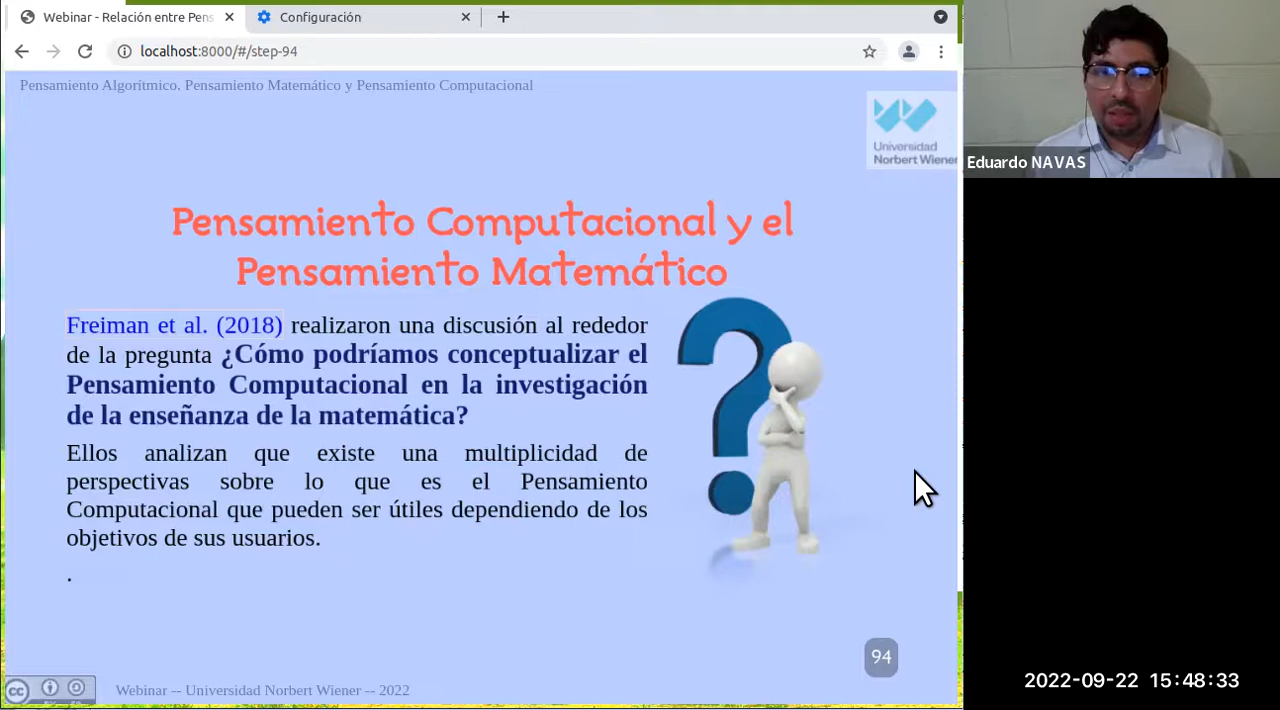 Webinar - Relación entre Pens
Configuración
localhost:8000/#/step-94
Pensamiento Algorítmico. Pensamiento Matemático y Pensamiento Computacional
Universidad
Norbert Wiener
Eduardo NAVAS
Pensamiento Computacional y el
Pensamiento Matemático
Freiman et al. (2018) realizaron una discusión al rededor
de la pregunta ¿Cómo podríamos conceptualizar el
Pensamiento Computacional en la investigación
de la enseñanza de la matemática?
Ellos analizan que existe una multiplicidad de
perspectivas sobre lo que es el Pensamiento
Computacional que pueden ser útiles dependiendo de los
objetivos de sus usuarios.
.
94
2022-09-22 15:48:33
cc
Webinar -- Universidad Norbert Wiener -- 2022